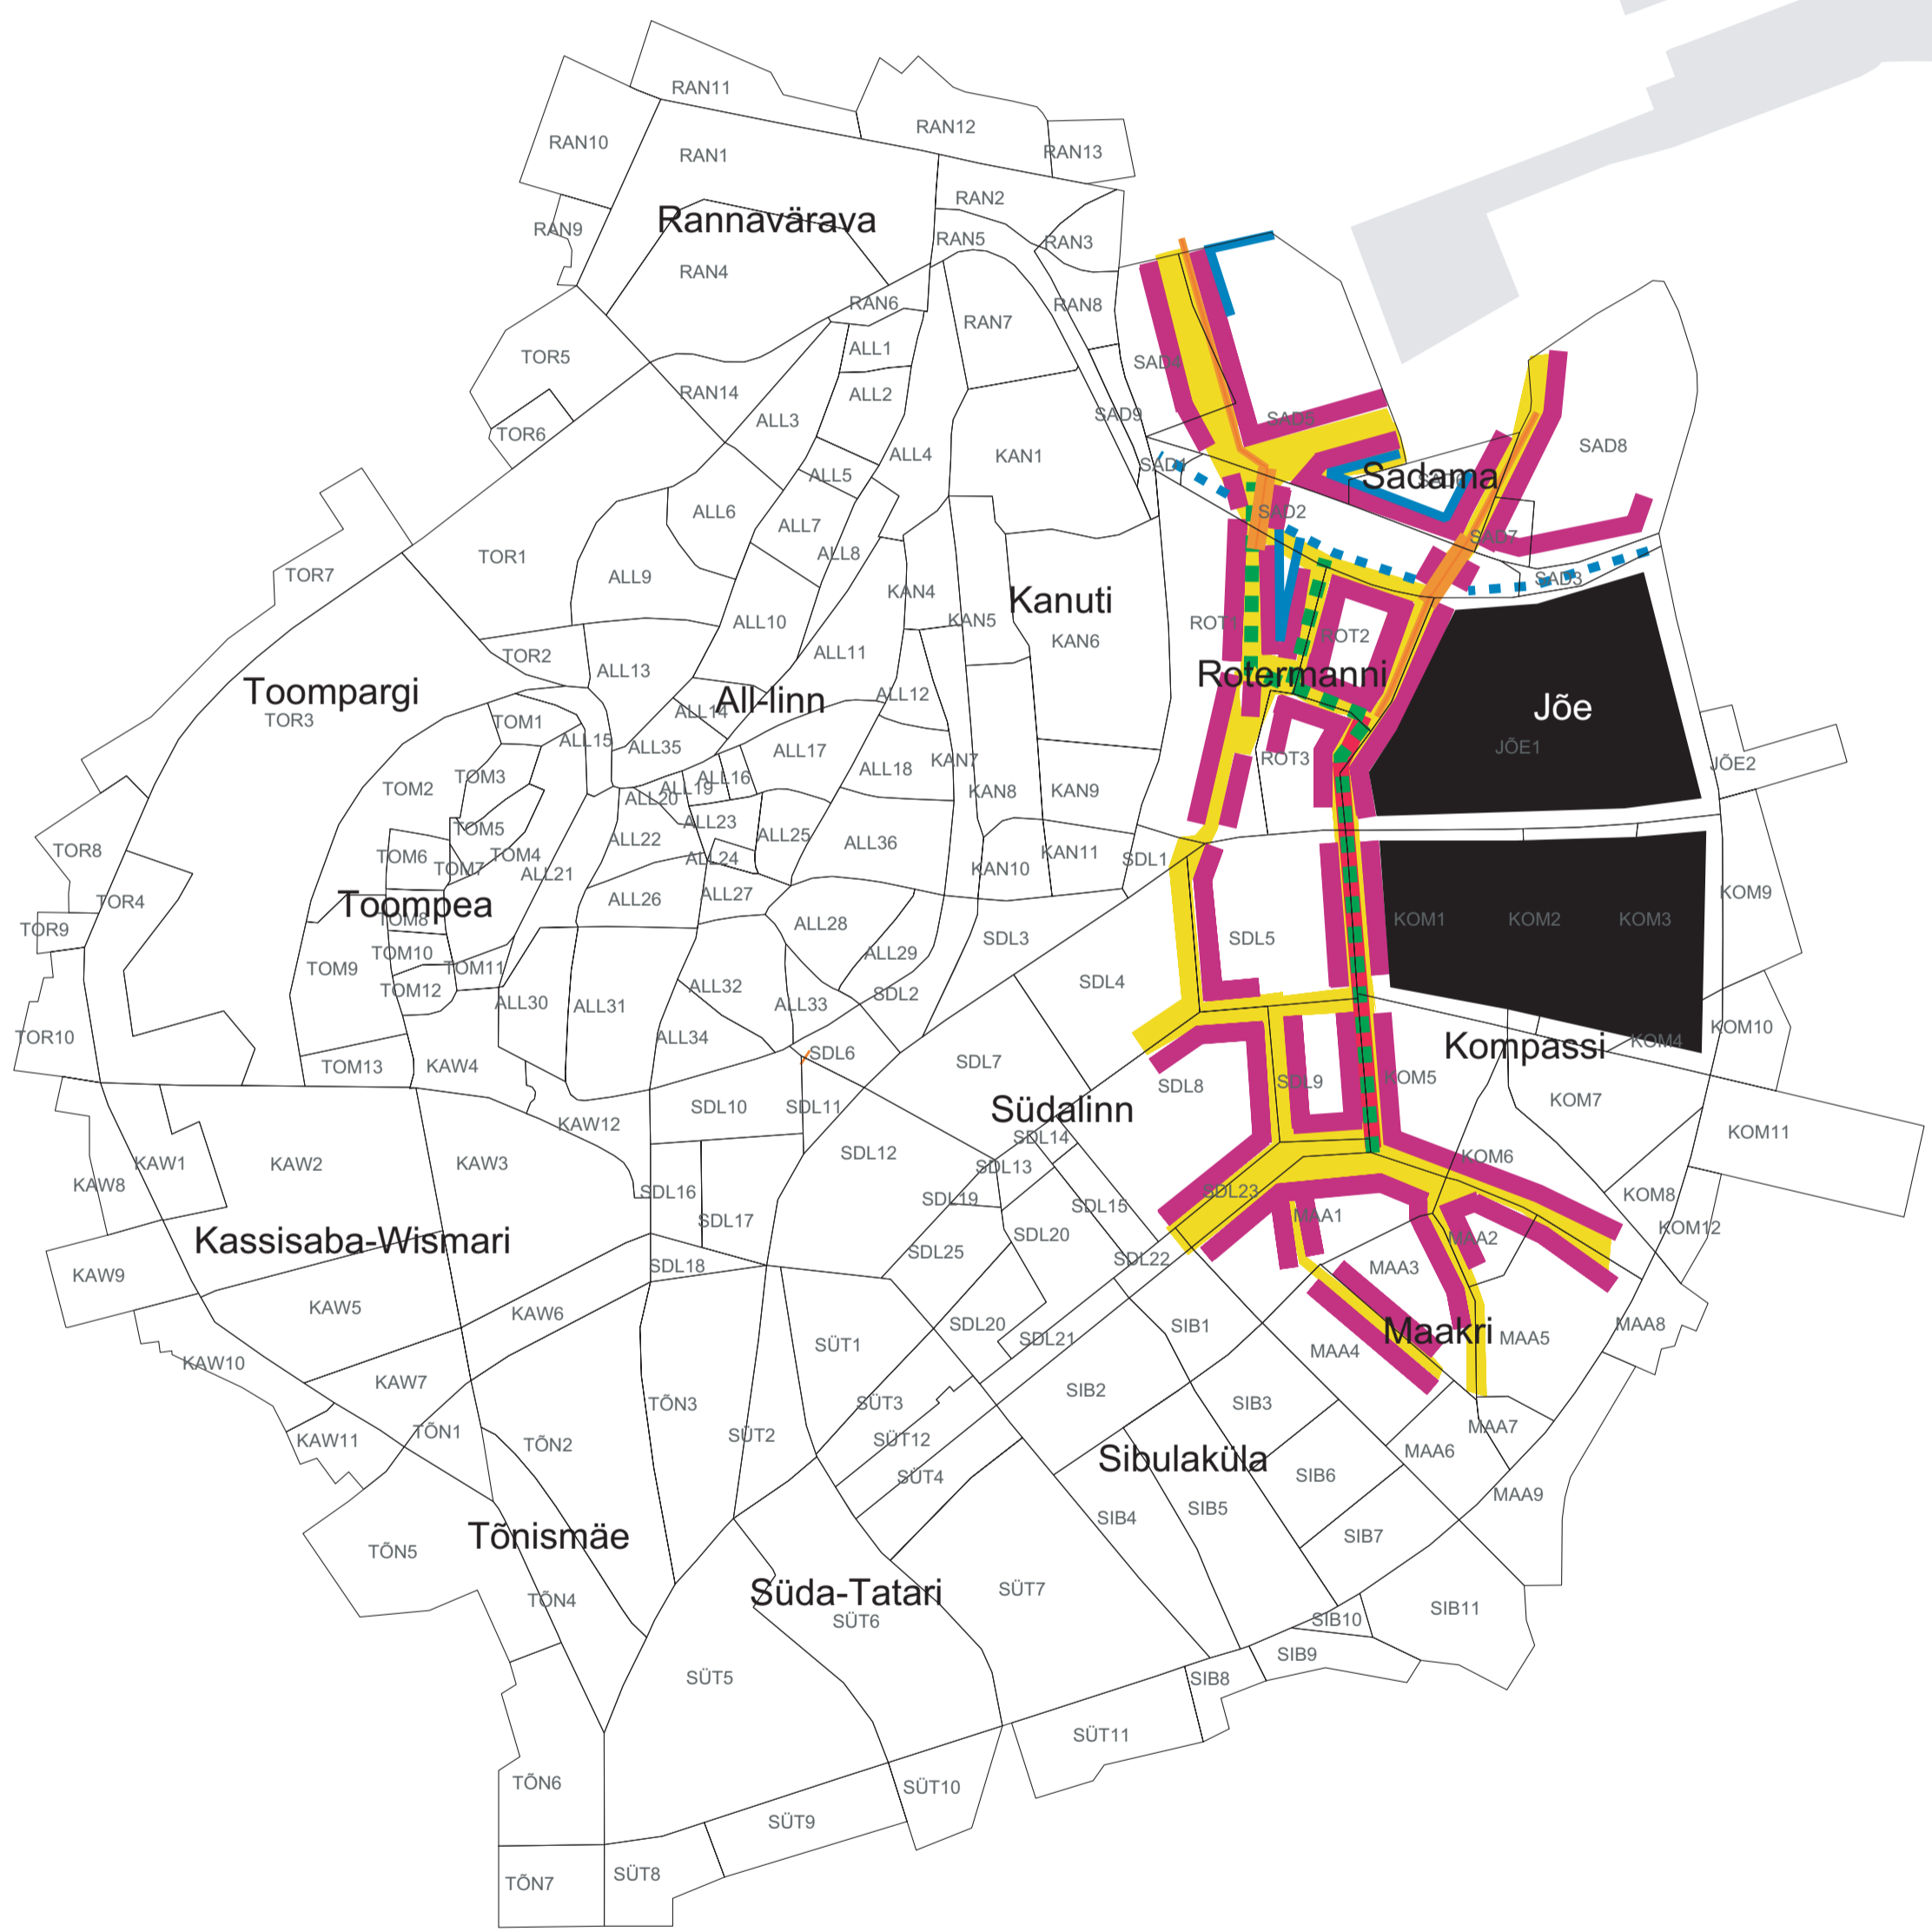 RAN11
RAN12
RAN10
RAN1
RAN13
RAN2
Rannavärava
RAN9
RAN5
RAN3
RAN4
RAN6
RAN8
RAN7
TOR5
ALL1
SAD4
RAN14
ALL2
ALL3
SAD9
SAD5
TOR6
ALL4
KAN1
SAD8
SAD1
Sadama
ALL5
ALL6
SAD2
ALL7
SAD7
TOR1
ALL8
TOR7
ALL9
SAD3
KAN4
Kanuti
KAN5
ROT1
ALL10
ROT2
KAN6
TOR2
ALL11
ALL13
Rotermanni
Toompargi
ALL12
All-linn
Jõe
TOR3
TOM1
ALL14
ALL15
ALL35
JÕE1
ALL17
KAN7
ROT3
JÕE2
ALL18
TOM3
ALL16
TOM2
ALL19
KAN8
KAN9
ALL20
TOM5
ALL23
ALL22
ALL25
ALL36
TOR8
TOM6
TOM4
KAN11
SDL1
ALL24
TOM7
KAN10
ALL21
TOR4
ALL27
KOM9
ALL26
Toompea
TOM8
KOM1
KOM2
KOM3
ALL28
TOR9
SDL3
SDL5
TOM10
ALL29
TOM9
TOM11
SDL4
TOM12
ALL32
SDL2
ALL30
ALL31
ALL33
KOM10
TOR10
ALL34
KOM4
Kompassi
SDL6
SDL7
TOM13
KAW4
KOM5
SDL9
SDL8
KOM7
SDL10
SDL11
Südalinn
KAW12
KOM11
SDL14
SDL12
KOM6
KAW1
KAW2
KAW3
SDL13
KAW8
SDL16
SDL23
KOM8
SDL19
SDL15
SDL17
MAA1
KOM12
SDL20
MAA2
Kassisaba-Wismari
SDL25
SDL22
SDL18
MAA3
KAW9
KAW5
KAW6
SDL20
SIB1
MAA8
Maakri
MAA5
SDL21
SÜT1
MAA4
KAW10
KAW7
SIB2
TÕN3
SÜT3
SIB3
MAA7
TÕN1
SÜT2
KAW11
SÜT12
TÕN2
MAA6
Sibulaküla
SÜT4
SIB6
MAA9
SIB5
SIB4
Tõnismäe
SIB7
TÕN5
SÜT7
Süda-Tatari
TÕN4
SIB11
SÜT6
SIB10
SIB9
SÜT5
SIB8
SÜT11
TÕN6
SÜT10
SÜT9
SÜT8
TÕN7